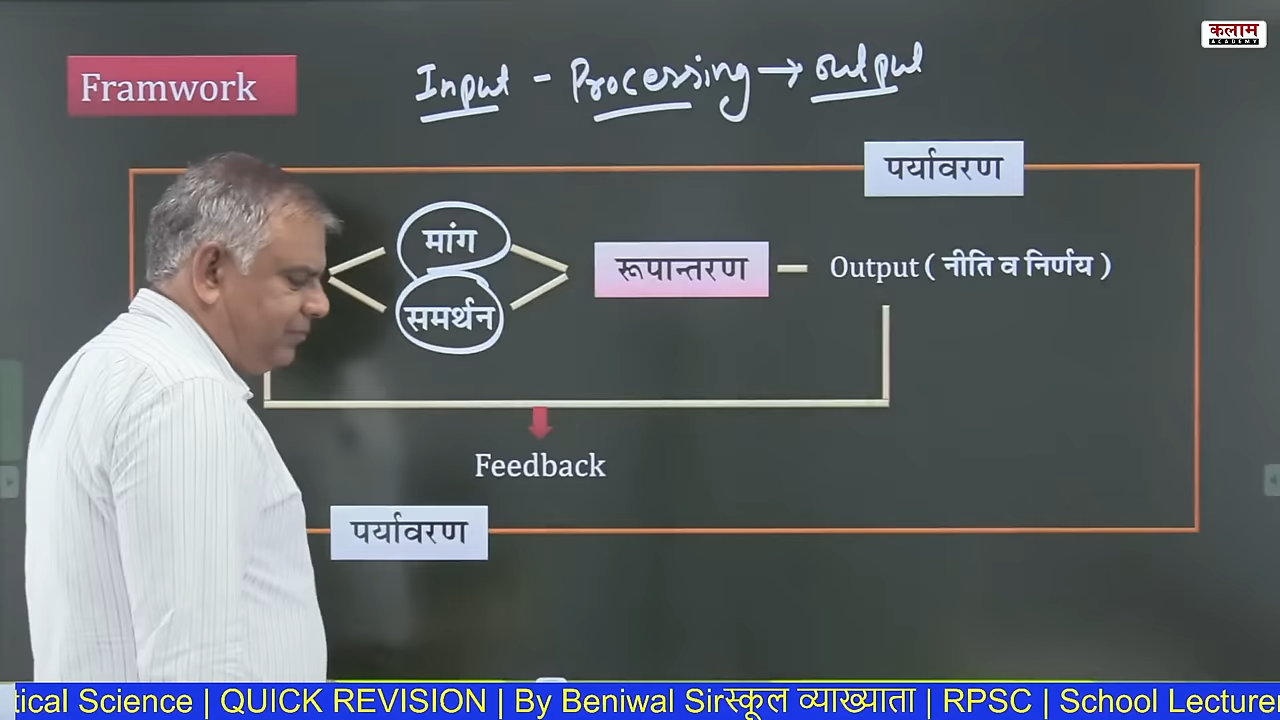 कलाम
ACADEMY
Framwork
Input - Processing → output
पर्यावरण
मांग
समर्थन
रूपान्तरण
Output ( नीति व निर्णय )
Feedback
पर्यावरण
tical Science | QUICK REVISION | By Beniwal Sirस्कूल व्याख्याता | RPSC | School Lecturer